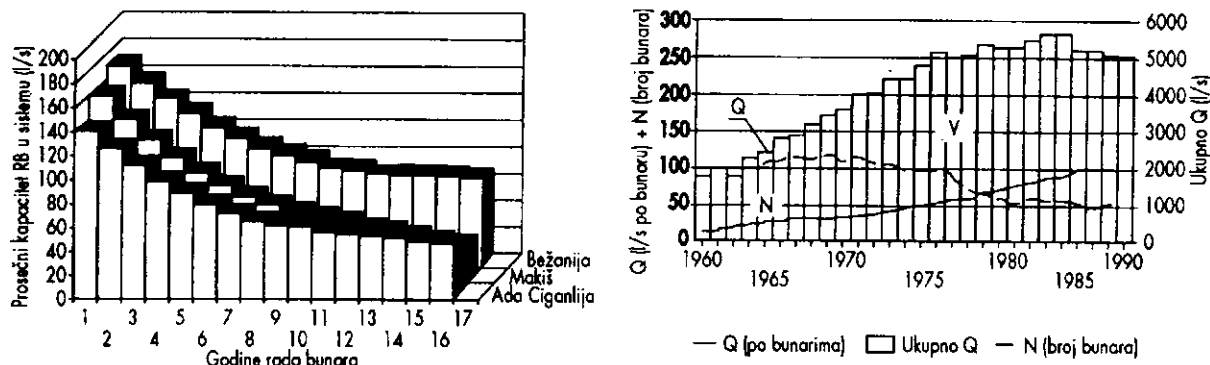 Prosečni kapacitet RB u sistemu (l/s)
200
180
160
140
120
100
80
60
40
20
0
1 3 5 7 9 11 13 15 17
2 4 6 8 10 12 14 16
Godine rada bunara
Bežanija
Makiš
Ada Ciganlija
Q (l/s po bunaru) + N (broj bunara)
300
250
200
150
100
50
0
Q
N
V
6000
5000
4000
3000
2000
1000
0
Ukupno Q (l/s)
1960 1970 1980 1990
1965 1975 1985
Q (po bunarima) Ukupno Q N (broj bunara)